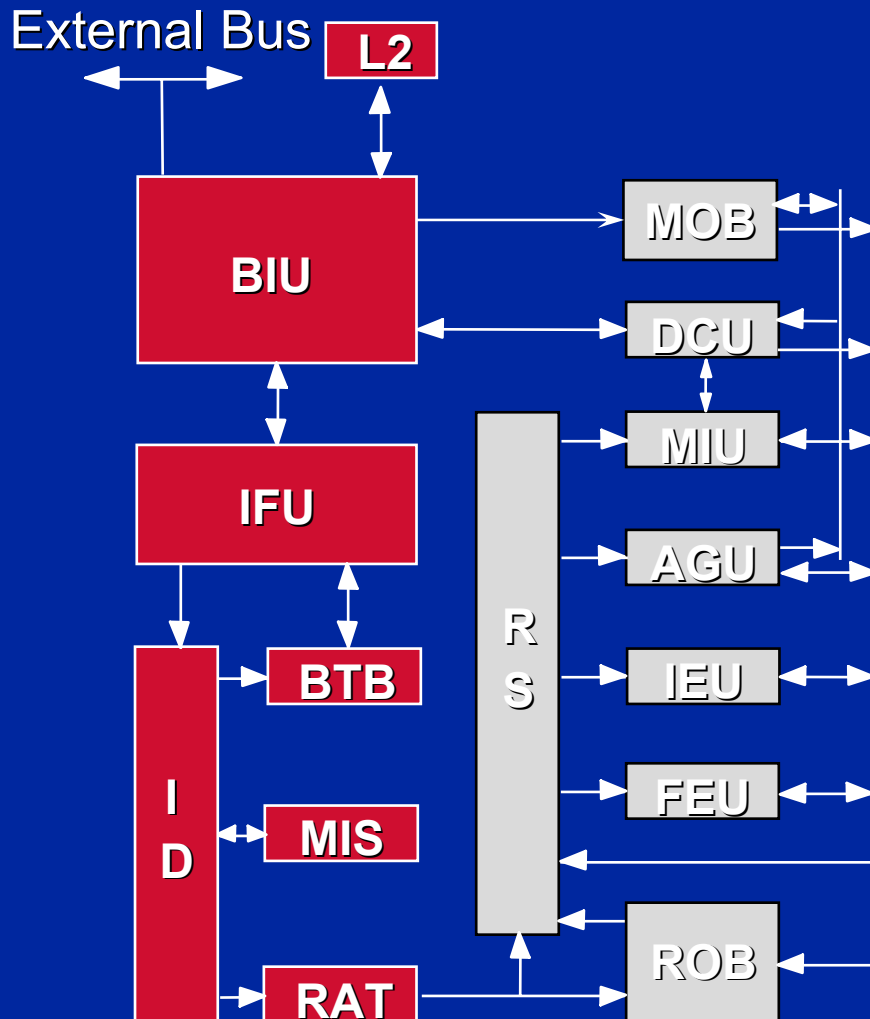 External Bus
L2
BIU
MOB
DCU
MIU
IFU
AGU
R
S
BTB
IEU
I
D
FEU
MIS
ROB
RAT